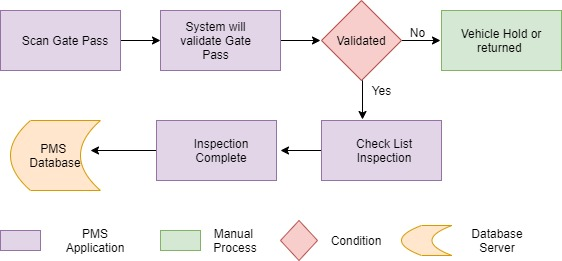 Scan Gate Pass
System will
validate Gate
Pass
Validated
No
Vehicle Hold or
returned
Yes
PMS
Database
Inspection
Complete
Check List
Inspection
PMS
Application
Manual
Process
Condition
Database
Server